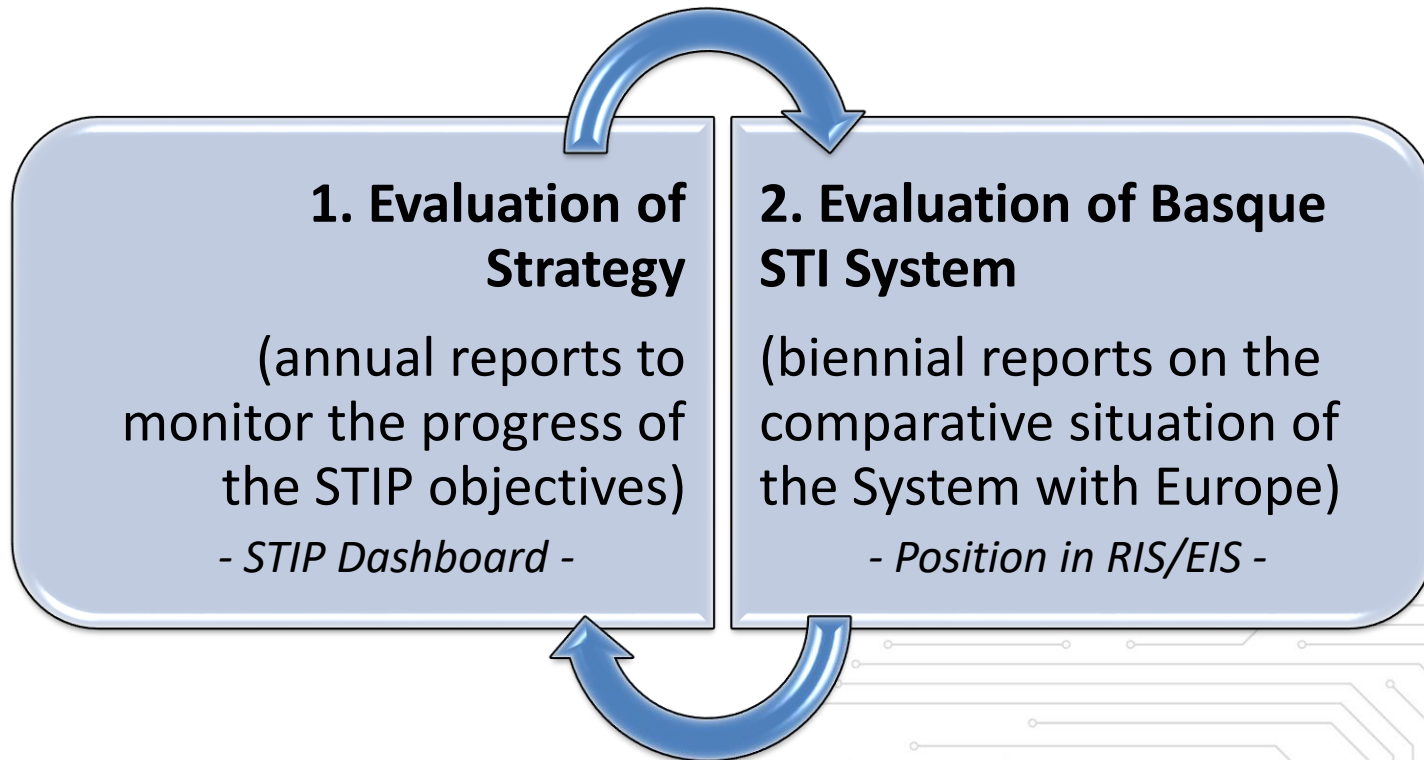 1. Evaluation of
Strategy
(annual reports to
monitor the progress of
the STIP objectives)
- STIP Dashboard -
2. Evaluation of Basque
STI System
(biennial reports on the
comparative situation of
the System with Europe)
- Position in RIS/EIS -